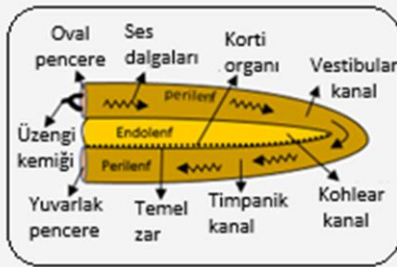 Oval
pencere
Ses
dalgaları
Korti
organı
Vestibular
kanal
perilenf
Endolenf
Perilenf
Üzengi
kemiği
Yuvarlak
pencere
Temel
zar
Timpanik
kanal
Kohlear
kanal